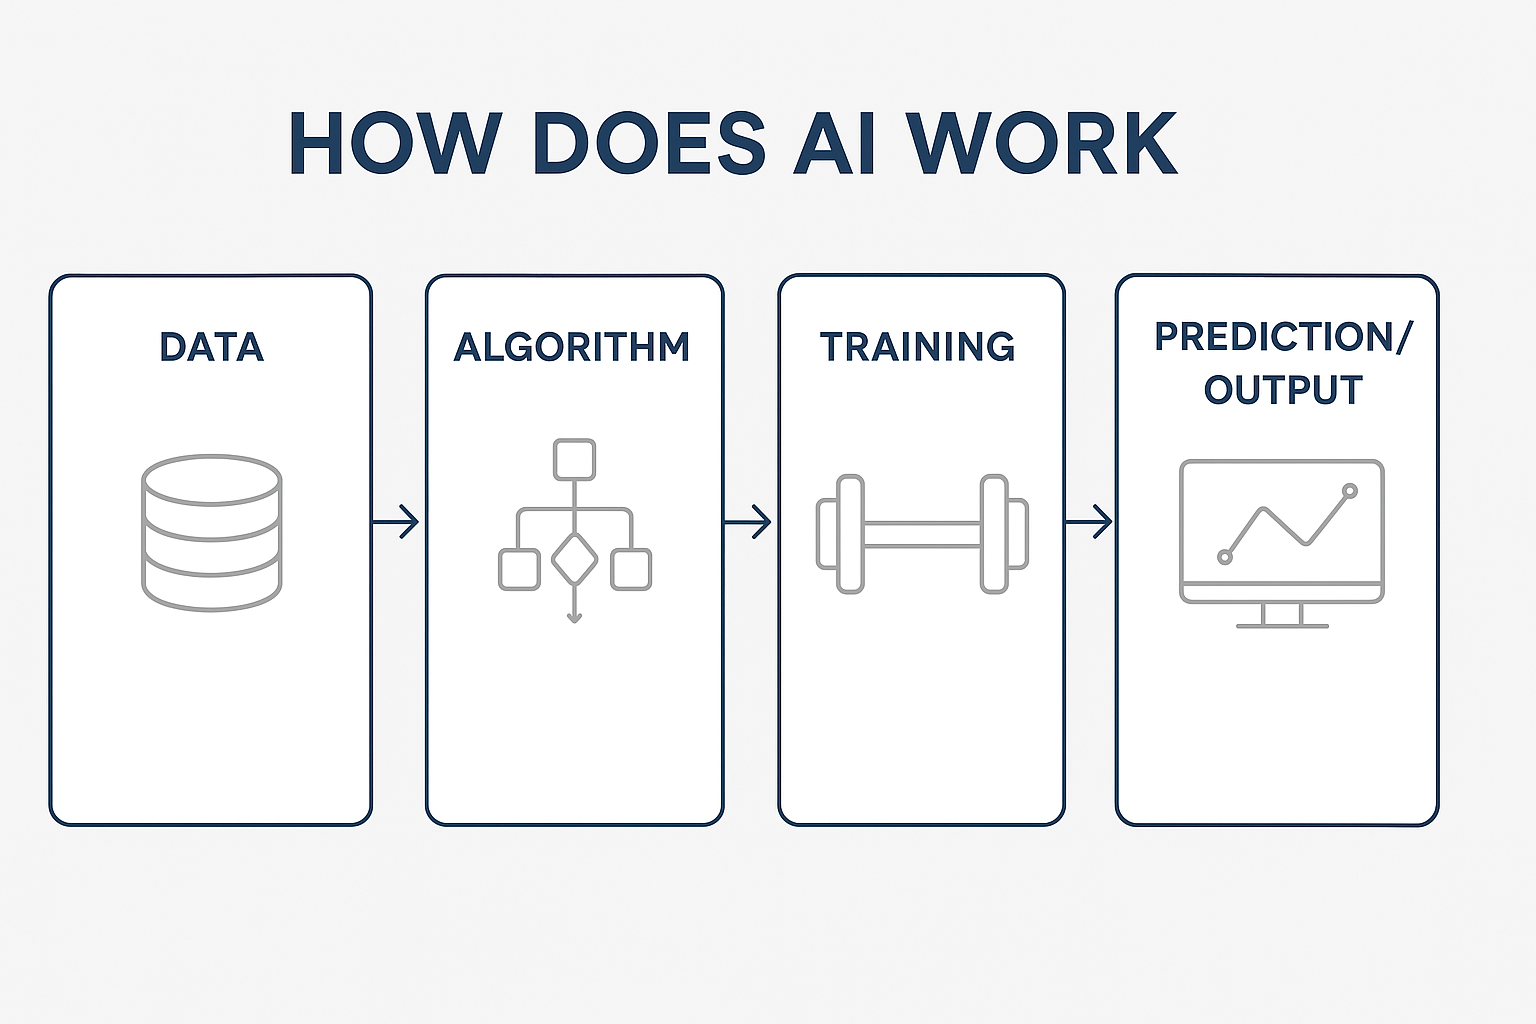 HOW DOES AI WORK
DATA
ALGORITHM
TRAINING
PREDICTION/
OUTPUT